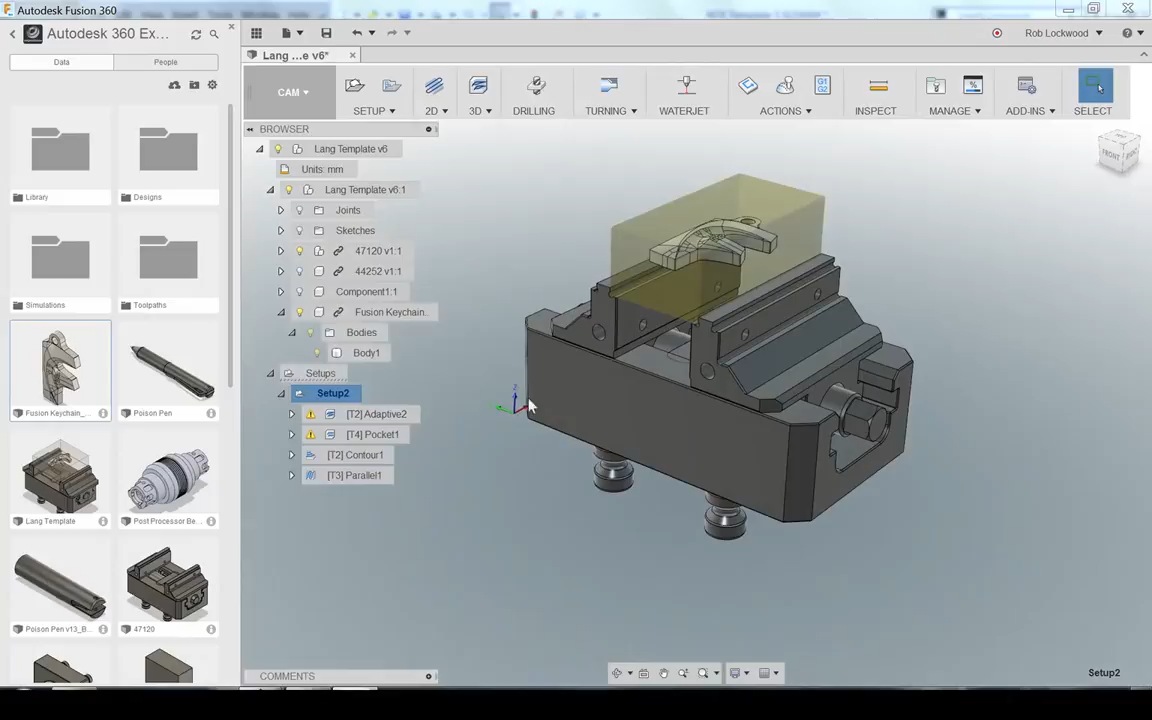 Autodesk Fusion 360
Autodesk 360 Ex...
Rob Lockwood
Data
People
Lang ...e v6*
CAM
SETUP
2D
3D
DRILLING
TURNING
WATERJET
G1
G2
ACTIONS
INSPECT
MANAGE
ADD-INS
SELECT
BROWSER
Lang Template v6
Units: mm
Lang Template v6:1
Joints
Sketches
47120 v1:1
44252 v1:1
Component1:1
Fusion Keychain..
Bodies
Body1
Setups
Setup2
[T2] Adaptive2
[T4] Pocket1
[T2] Contour1
[T3] Parallel1
Library
Designs
Simulations
Toolpaths
Fusion Keychain_...
Poison Pen
Lang Template
Post Processor Be...
Poison Pen v13_B...
47120
FRONT
RIGHT
Z
COMMENTS
Setup2